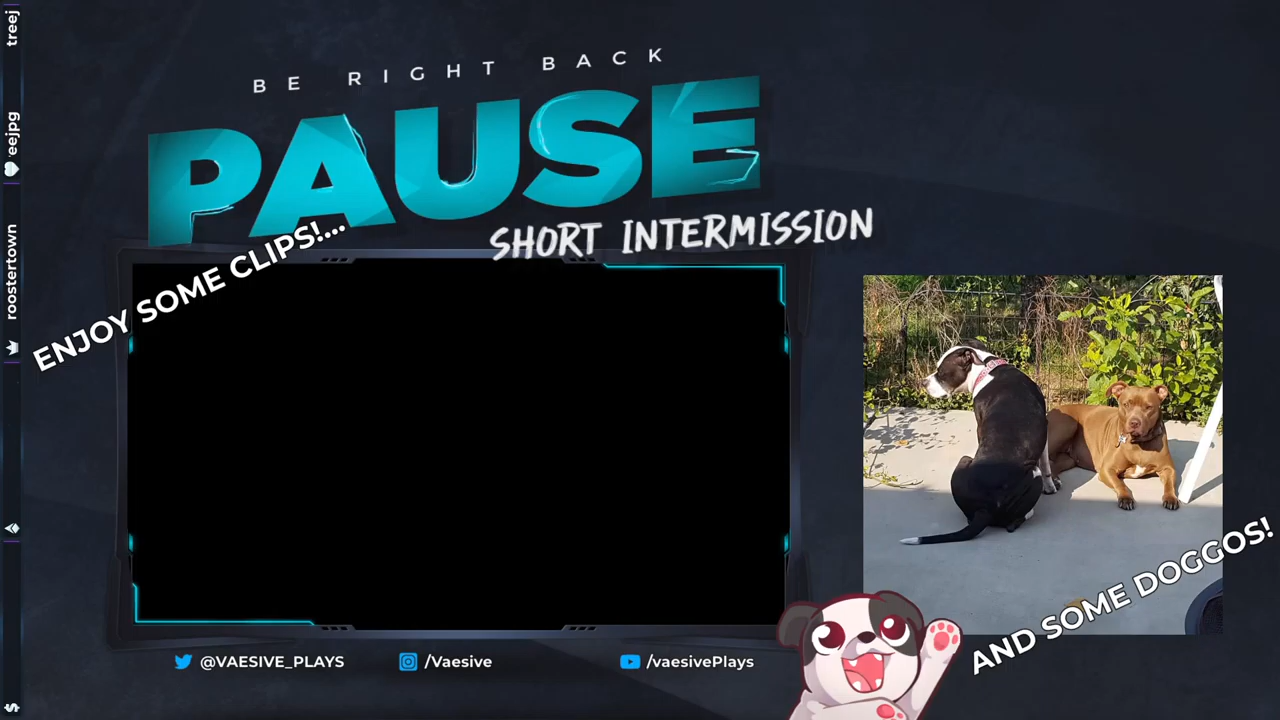 BE RIGHT BACK
PAUSE
SHORT INTERMISSION
ENJOY SOME CLIPS!...
AND SOME DOGGOS!
@VAESIVE_PLAYS
/Vaesive
/vaesivePlays
treej
eejpg
roostertown
$